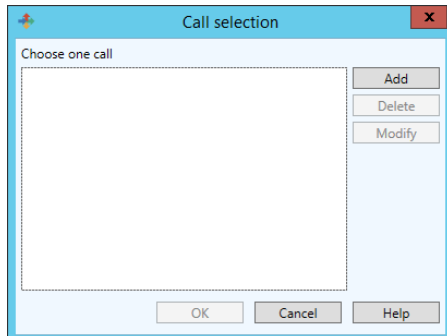 Call selection
x
Choose one call
Add
Delete
Modify
OK
Cancel
Help